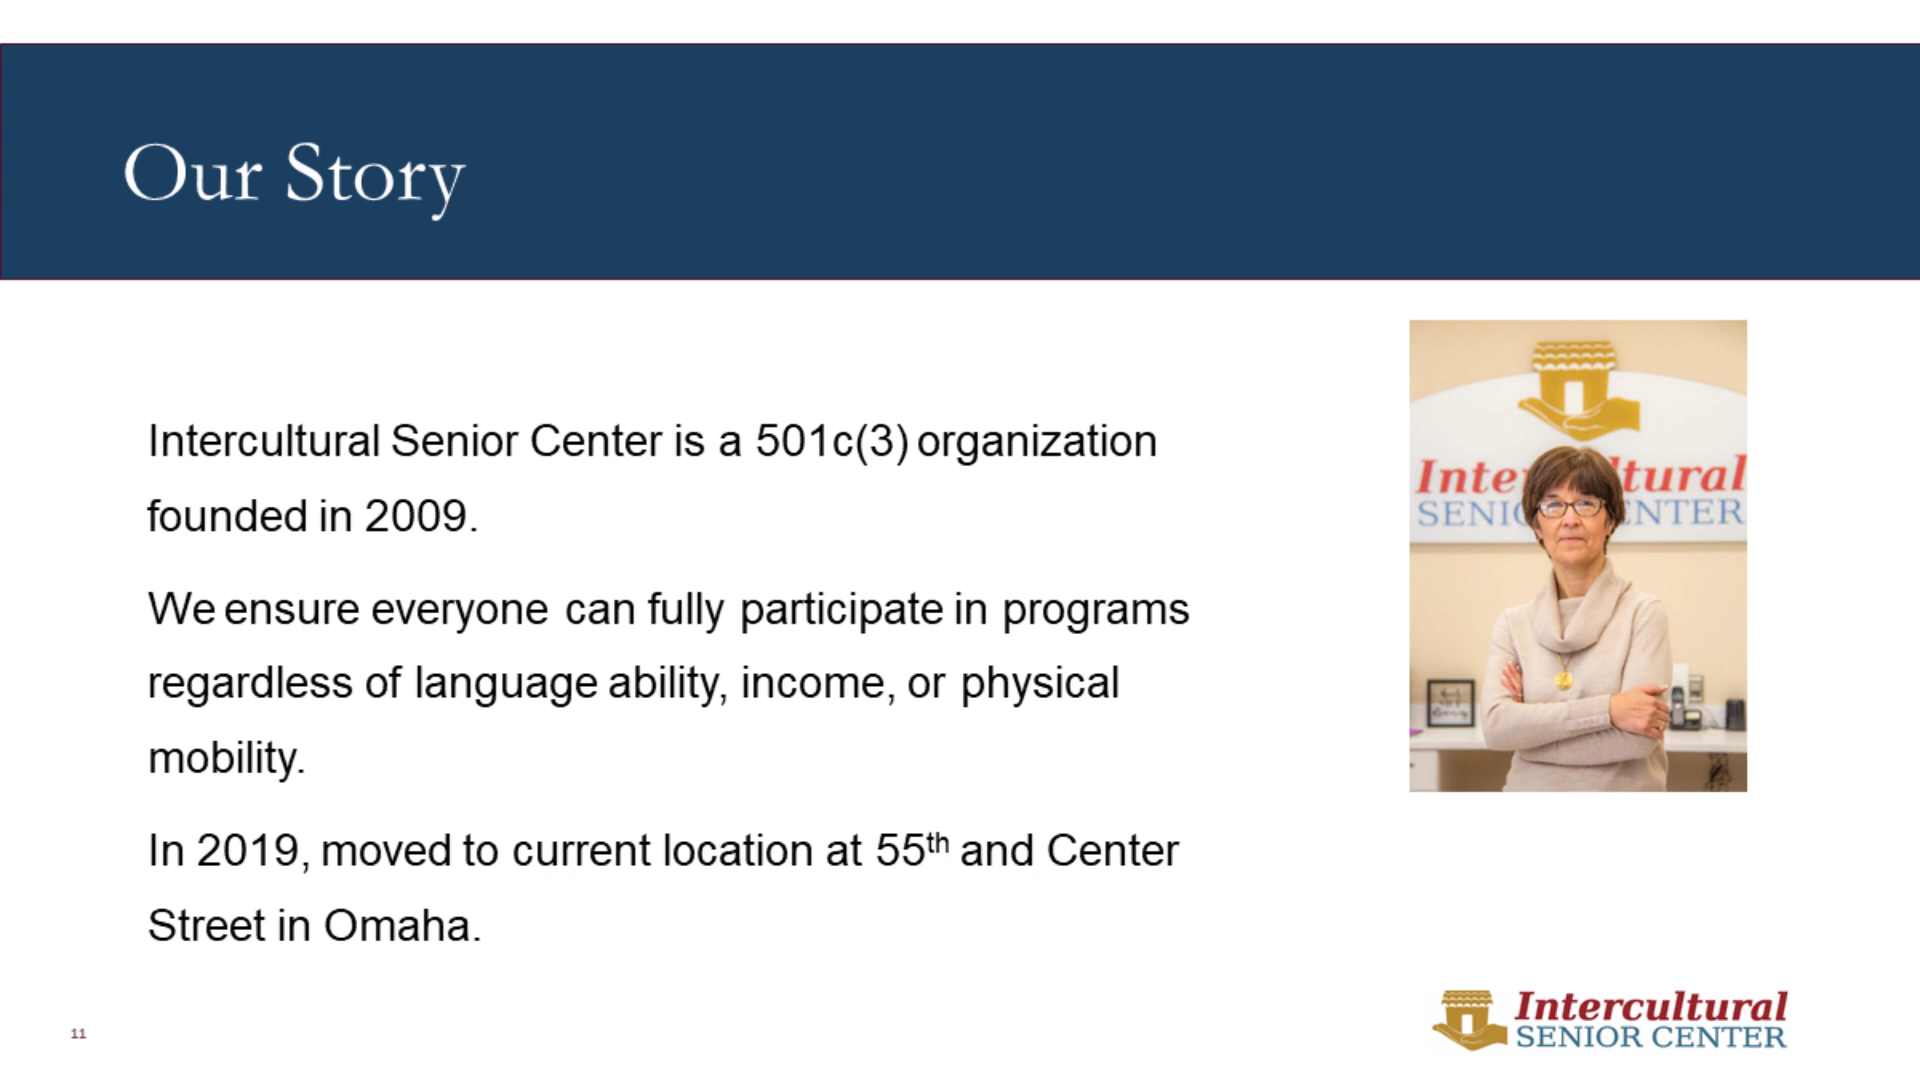 Our Story
Intercultural Senior Center is a 501c(3) organization
founded in 2009.
We ensure everyone can fully participate in programs
regardless of language ability, income, or physical
mobility.
In 2019, moved to current location at 55th and Center
Street in Omaha.
Inte tural
SENIO ENTER
11
Intercultural
SENIOR CENTER